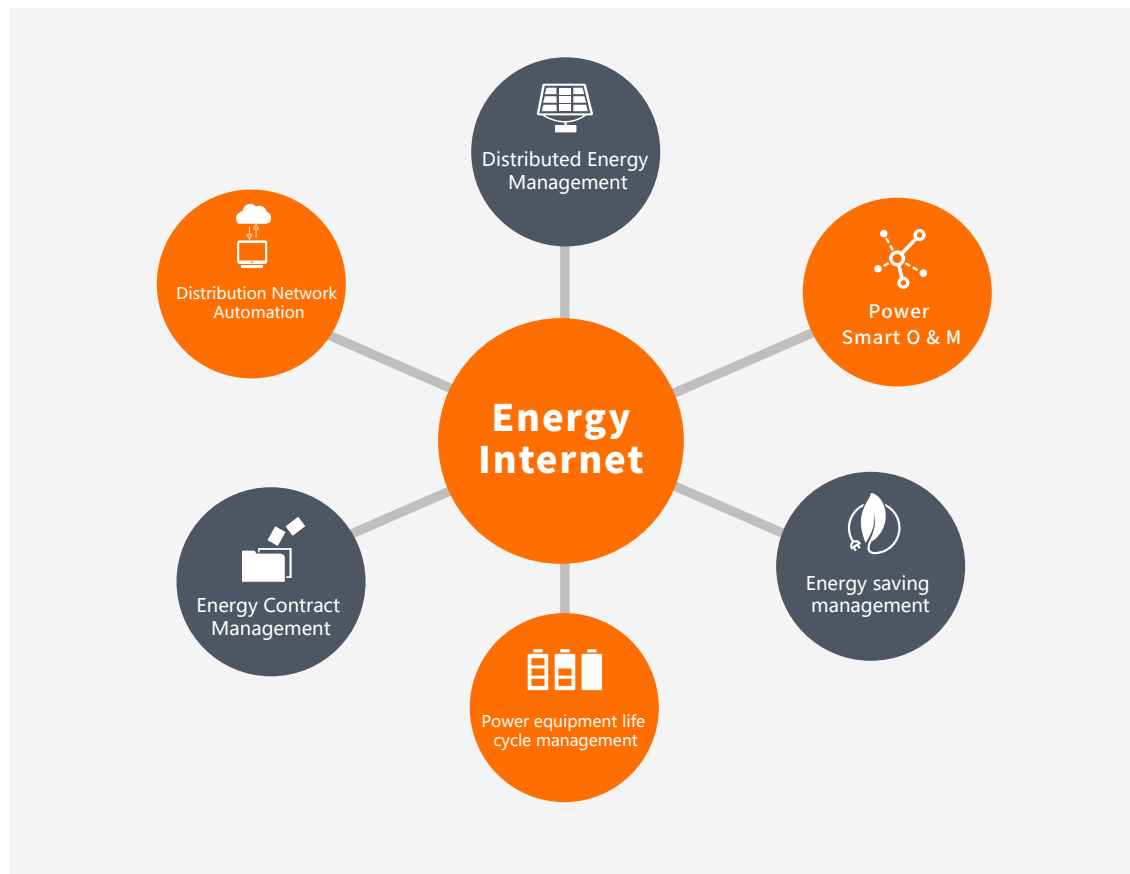 Distributed Energy
Management
Distribution Network
Automation
Power
Smart O & M
Energy
Internet
Energy Contract
Management
Energy saving
management
Power equipment life
cycle management